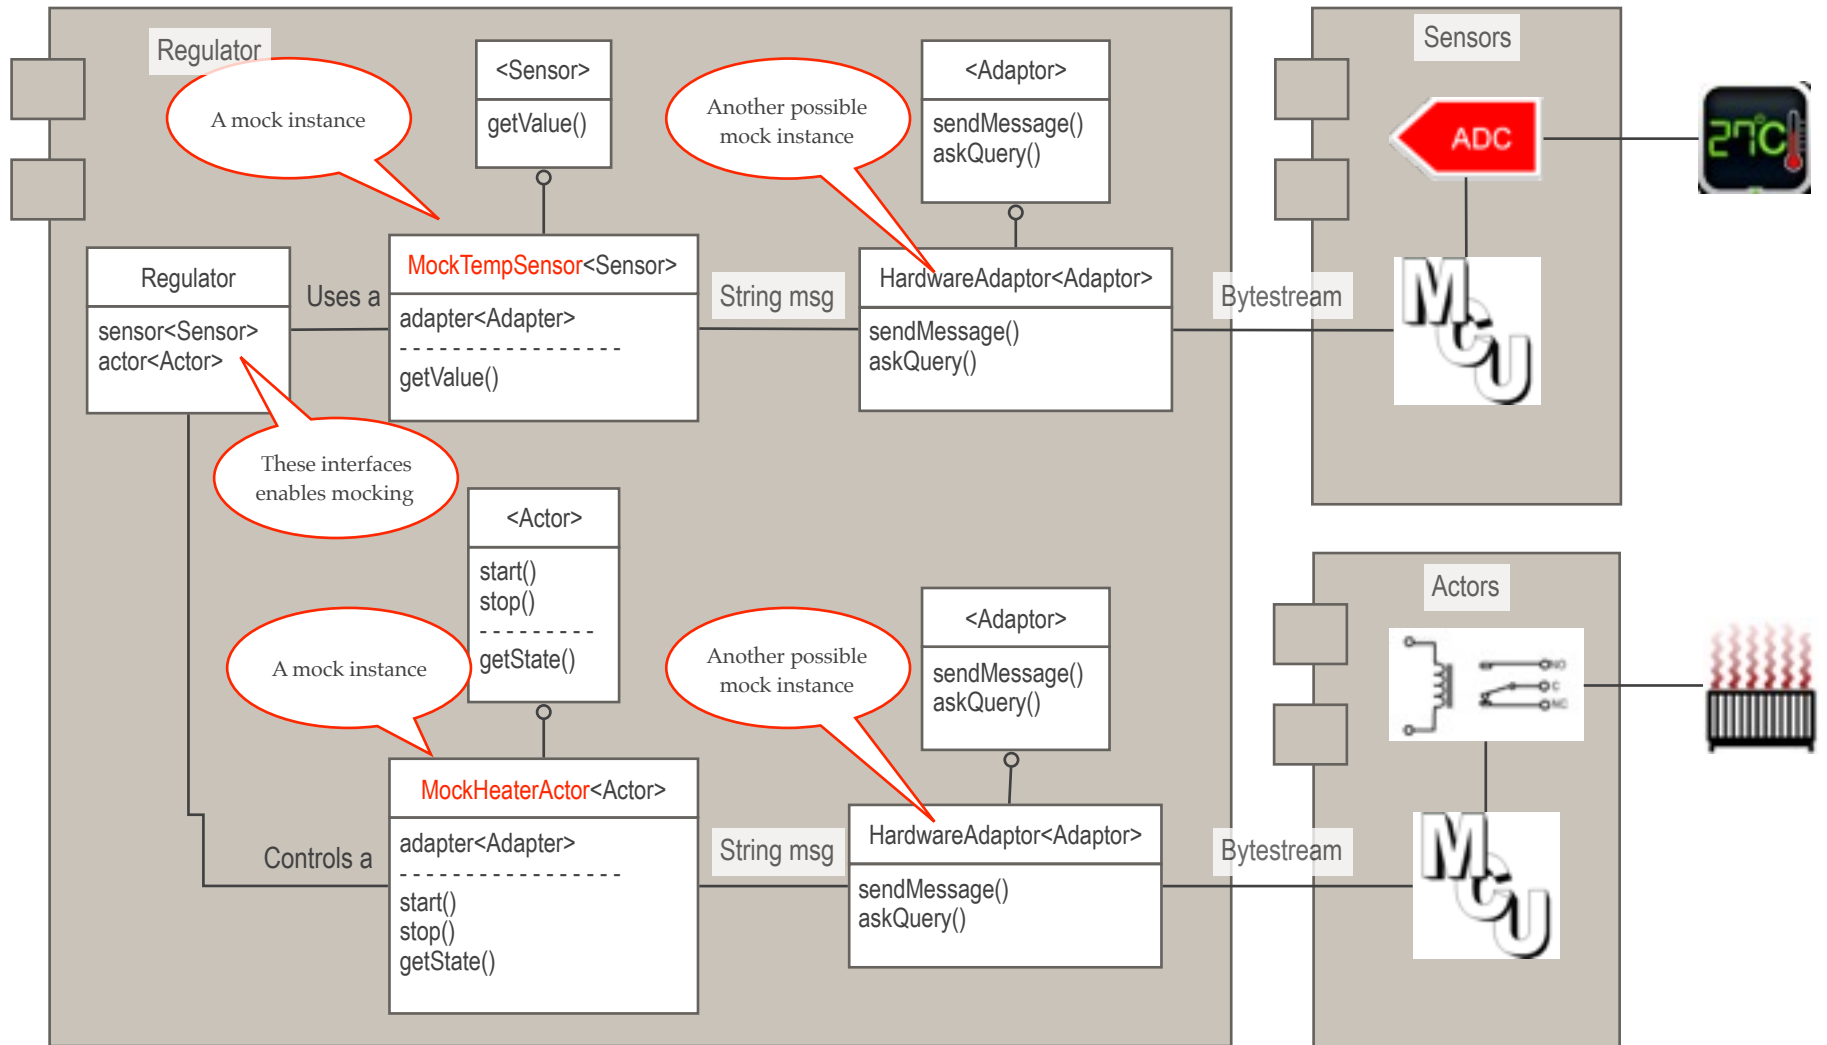 Regulator
<Sensor>
getValue()
A mock instance
Another possible
mock instance
<Adaptor>
sendMessage()
askQuery()
Sensors
ADC
27°C
Regulator
sensor<Sensor>
actor<Actor>
Uses a
MockTempSensor<Sensor>
adapter<Adapter>
- - - - - - - - - - - - - - - - -
getValue()
String msg
HardwareAdaptor<Adaptor>
sendMessage()
askQuery()
Bytestream
MCU
These interfaces
enables mocking
<Actor>
start()
stop()
- - - - - - - - -
getState()
A mock instance
Another possible
mock instance
<Adaptor>
sendMessage()
askQuery()
Actors
NO
C
NC
Controls a
MockHeaterActor<Actor>
adapter<Adapter>
- - - - - - - - - - - - - - - - -
start()
stop()
getState()
String msg
HardwareAdaptor<Adaptor>
sendMessage()
askQuery()
Bytestream
MCU